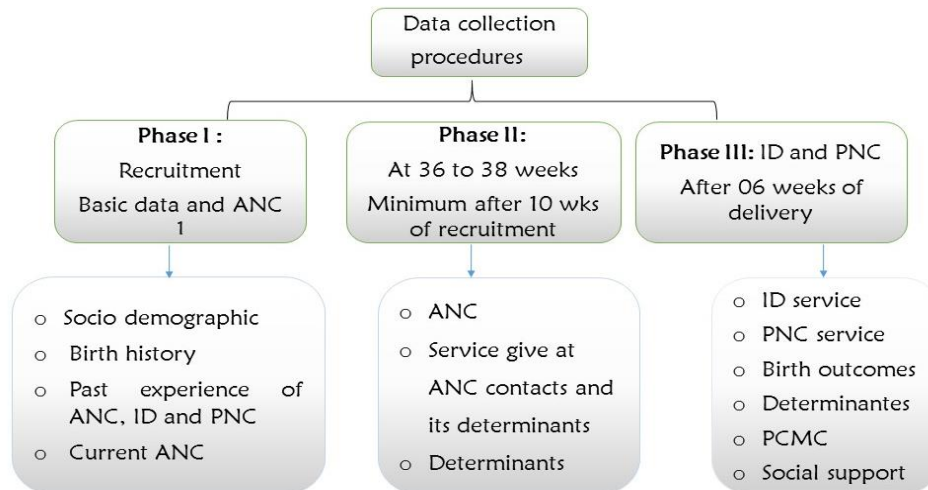 Data collection
procedures
Phase I :
Recruitment
Basic data and ANC
1
Phase II:
At 36 to 38 weeks
Minimum after 10 wks
of recruitment
Phase III: ID and PNC
After 06 weeks of
delivery
o Socio demographic
o Birth history
o Past experience of
ANC, ID and PNC
o Current ANC
o ANC
o Service give at
ANC contacts and
its determinants
o Determinants
o ID service
o PNC service
o Birth outcomes
o Determinantes
o PCMC
o Social support